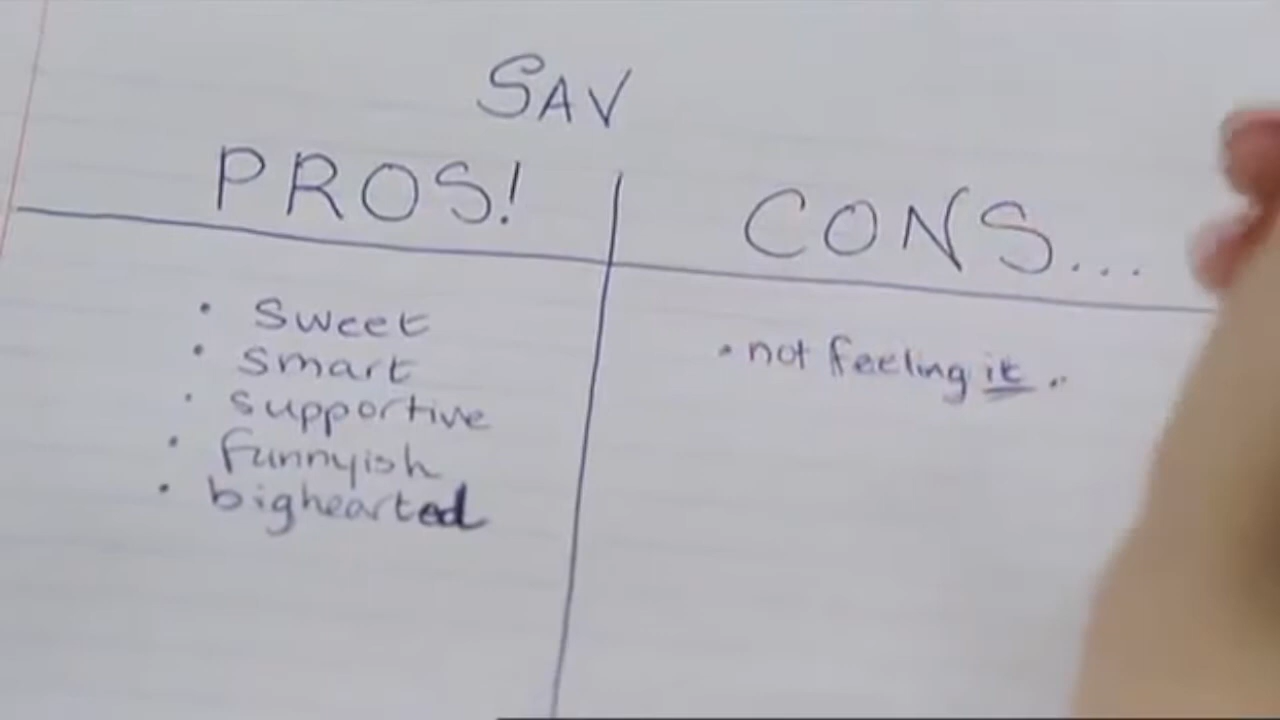 SAV
PROS!
CONS...
• sweet
• smart
• supportive
• funnyish
• bighearted
• not feeling it..